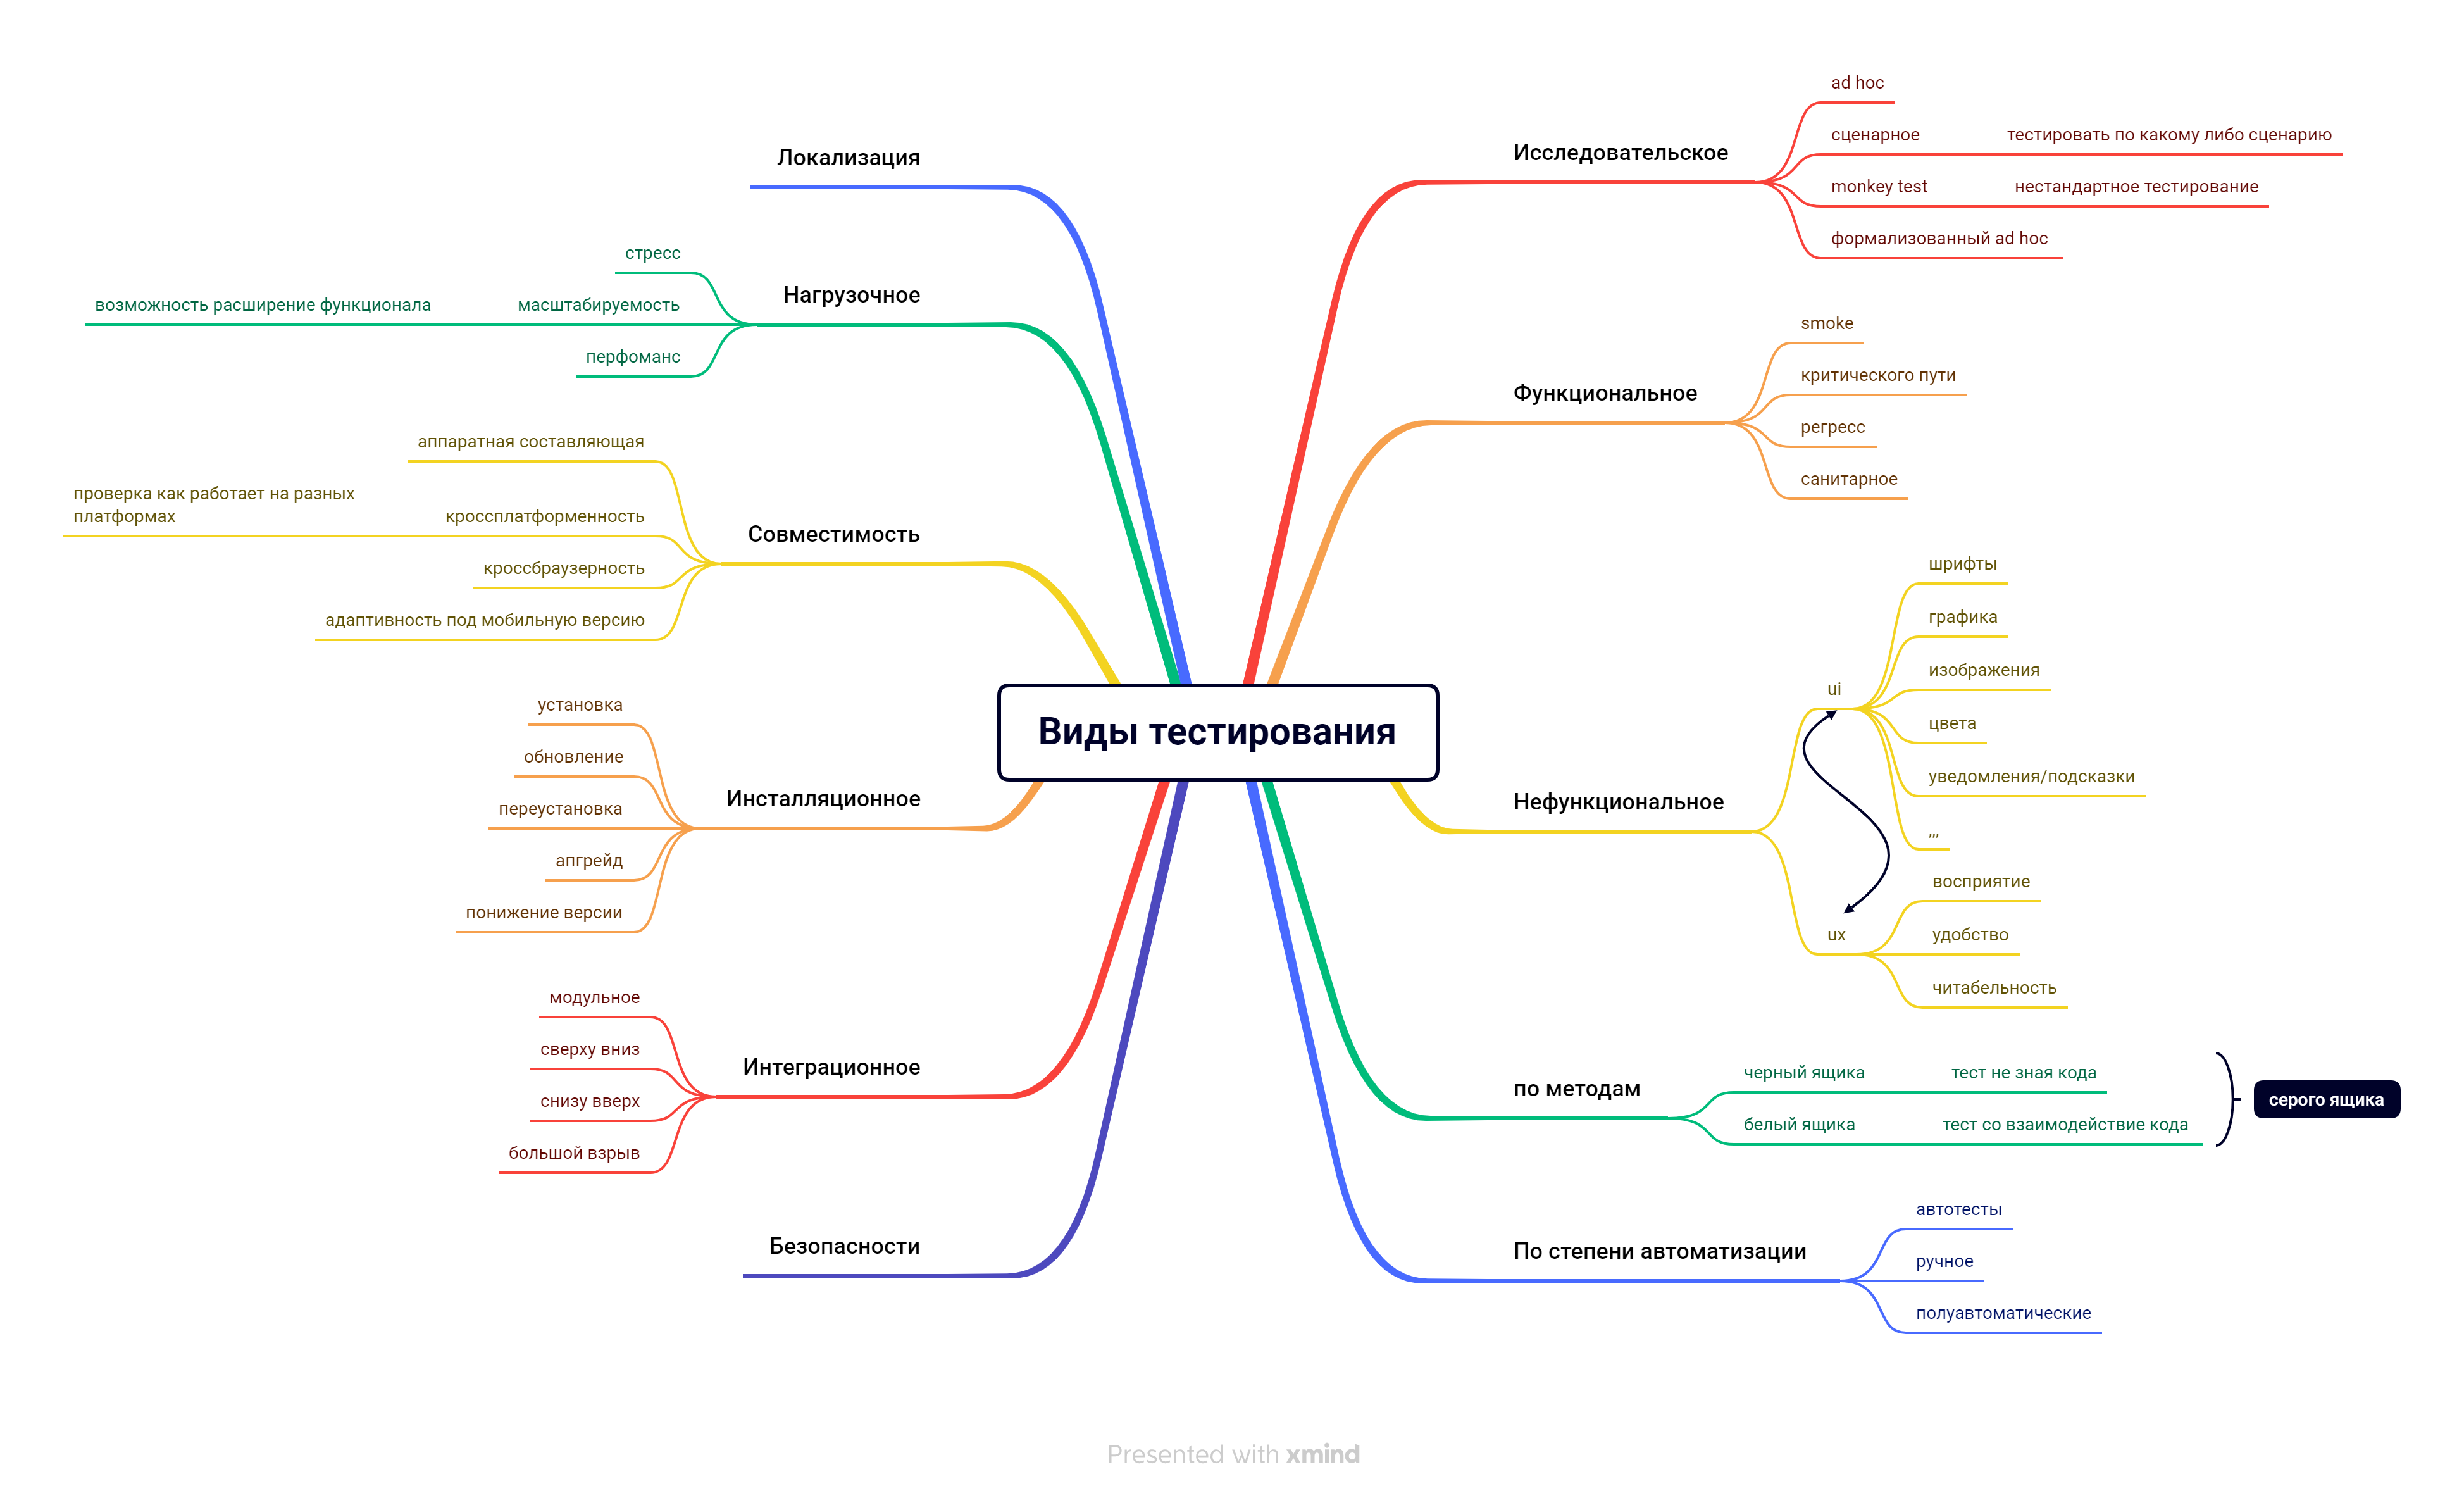 Виды тестирования
Исследовательское
ad hoc
сценарное
тестировать по какому либо сценарию
monkey test
нестандартное тестирование
формализованный ad hoc
Функциональное
smoke
критического пути
регресс
санитарное
Нефункциональное
ui
шрифты
графика
изображения
цвета
уведомления/подсказки
,,,
ux
восприятие
удобство
читабельность
по методам
черный ящика
тест не зная кода
белый ящика
тест со взаимодействие кода
серого ящика
По степени автоматизации
автотесты
ручное
полуавтоматические
Локализация
Нагрузочное
стресс
масштабируемость
возможность расширение функционала
перфоманс
Совместимость
аппаратная составляющая
кроссплатформенность
проверка как работает на разных
платформах
кроссбраузерность
адаптивность под мобильную версию
Инсталляционное
установка
обновление
переустановка
апгрейд
понижение версии
Интеграционное
модульное
сверху вниз
снизу вверх
большой взрыв
Безопасности
Presented with xmind